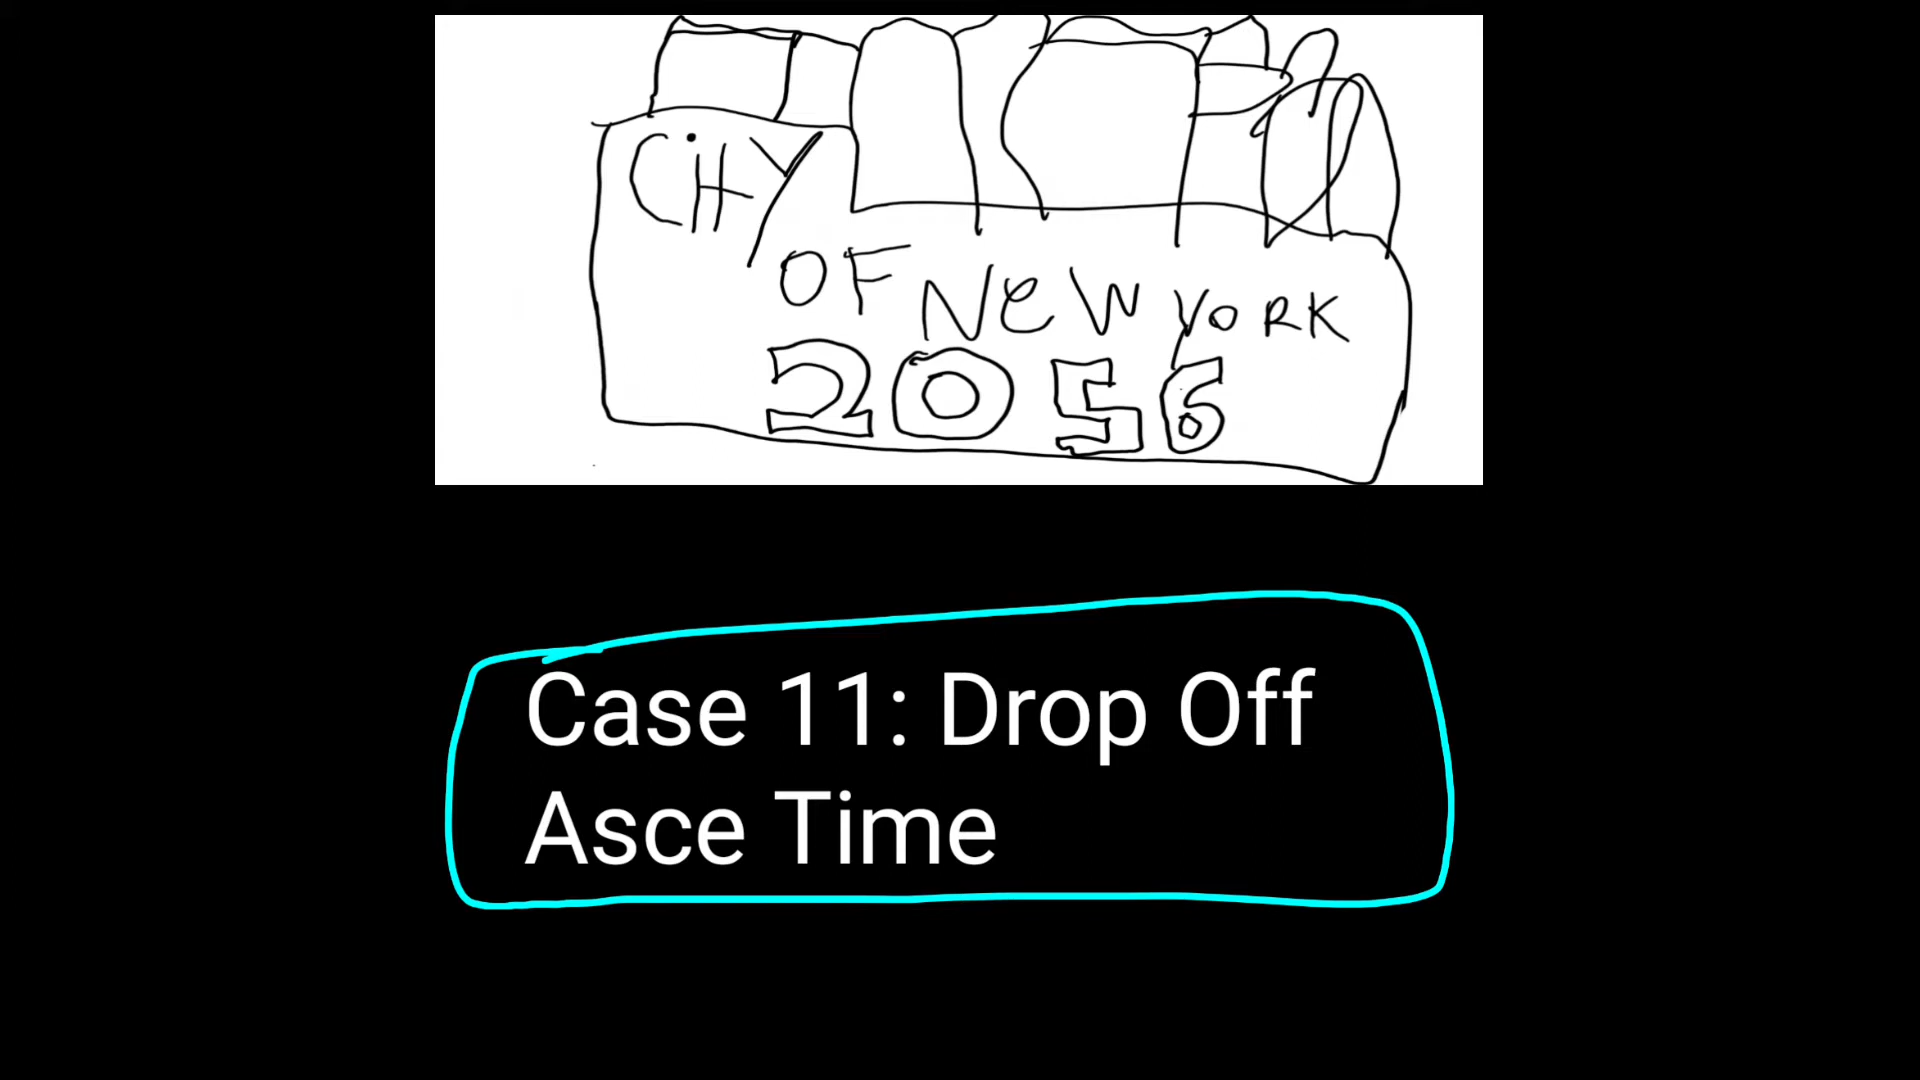 CiTY
OF NeW YORK
2056
Case 11: Drop Off
Asce Time